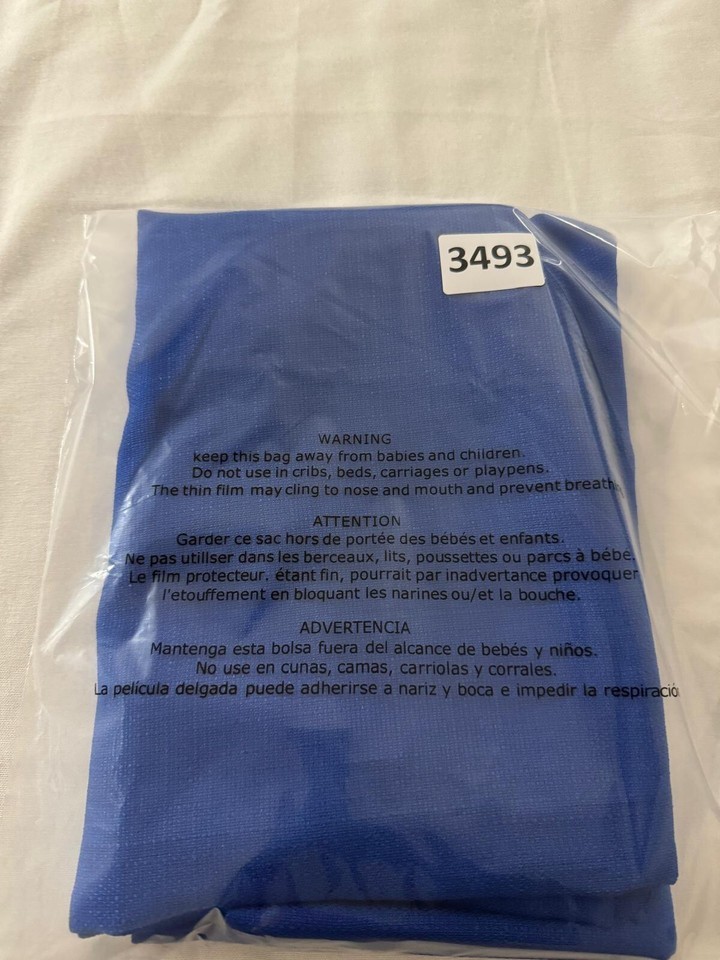 3493
WARNING
keep this bag away from babies and children.
Do not use in cribs, beds, carriages or playpens.
The thin film may cling to nose and mouth and prevent
ATTENTION
Garder ce sac hors de portée des bébés et enfants.
Ne pas utiliser dans les berceaux, lits, poussettes ou parcs à bébé.
Le film protecteur. étant fin, pourrait par inadvertance provoquer
l'etouffement en bloquant les narines ou/et la bouche.
ADVERTENCIA
Mantenga esta bolsa fuera del alcance de bebés y niños.
No use en cunas, camas, carriolas y corrales.
La película delgada puede adherirse a nariz y boca e impedir la respiració